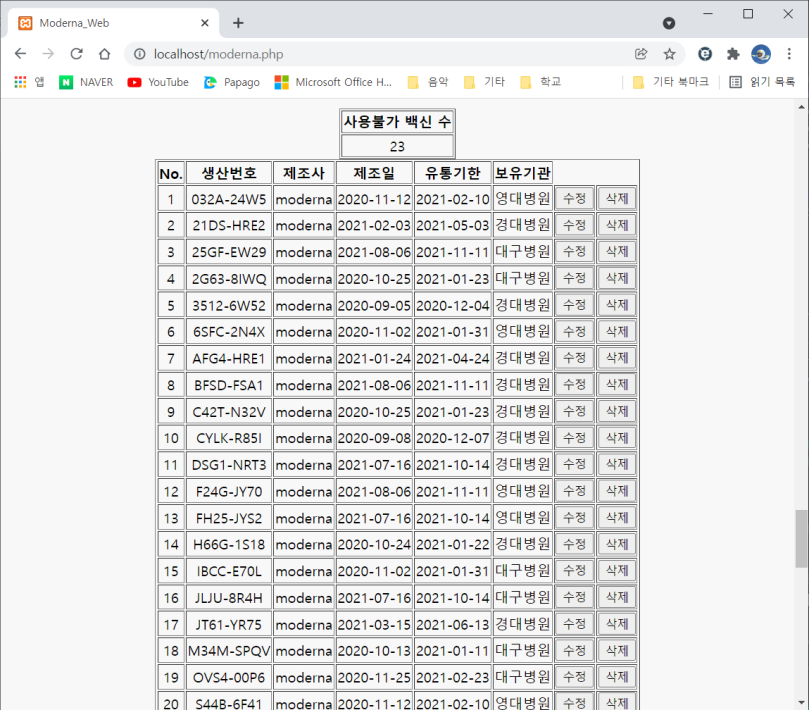 Moderna_Web
localhost/moderna.php
앱 NAVER YouTube Papago Microsoft Office H... 음악 기타 학교 기타 북마크 읽기 목록
사용불가 백신 수
23
No. 생산번호 제조사 제조일 유통기한 보유기관
1 032A-24W5 moderna 2020-11-12 2021-02-10 영대병원 수정 삭제
2 21DS-HRE2 moderna 2021-02-03 2021-05-03 경대병원 수정 삭제
3 25GF-EW29 moderna 2021-08-06 2021-11-11 대구병원 수정 삭제
4 2G63-8IWQ moderna 2020-10-25 2021-01-23 대구병원 수정 삭제
5 3512-6W52 moderna 2020-09-05 2020-12-04 경대병원 수정 삭제
6 6SFC-2N4X moderna 2020-11-02 2021-01-31 영대병원 수정 삭제
7 AFG4-HRE1 moderna 2021-01-24 2021-04-24 경대병원 수정 삭제
8 BFSD-FSA1 moderna 2021-08-06 2021-11-11 경대병원 수정 삭제
9 C42T-N32V moderna 2020-10-25 2021-01-23 경대병원 수정 삭제
10 CYLK-R85I moderna 2020-09-08 2020-12-07 경대병원 수정 삭제
11 DSG1-NRT3 moderna 2021-07-16 2021-10-14 경대병원 수정 삭제
12 F24G-JY70 moderna 2021-08-06 2021-11-11 영대병원 수정 삭제
13 FH25-JYS2 moderna 2021-07-16 2021-10-14 영대병원 수정 삭제
14 H66G-1S18 moderna 2020-10-24 2021-01-22 경대병원 수정 삭제
15 IBCC-E70L moderna 2020-11-02 2021-01-31 대구병원 수정 삭제
16 JLJU-8R4H moderna 2021-07-16 2021-10-14 대구병원 수정 삭제
17 JT61-YR75 moderna 2021-03-15 2021-06-13 경대병원 수정 삭제
18 M34M-SPQV moderna 2020-10-13 2021-01-11 대구병원 수정 삭제
19 OVS4-00P6 moderna 2020-11-25 2021-02-23 대구병원 수정 삭제
20 S44B-6F41 moderna 2020-11-12 2021-02-10 영대병원 수정 삭제